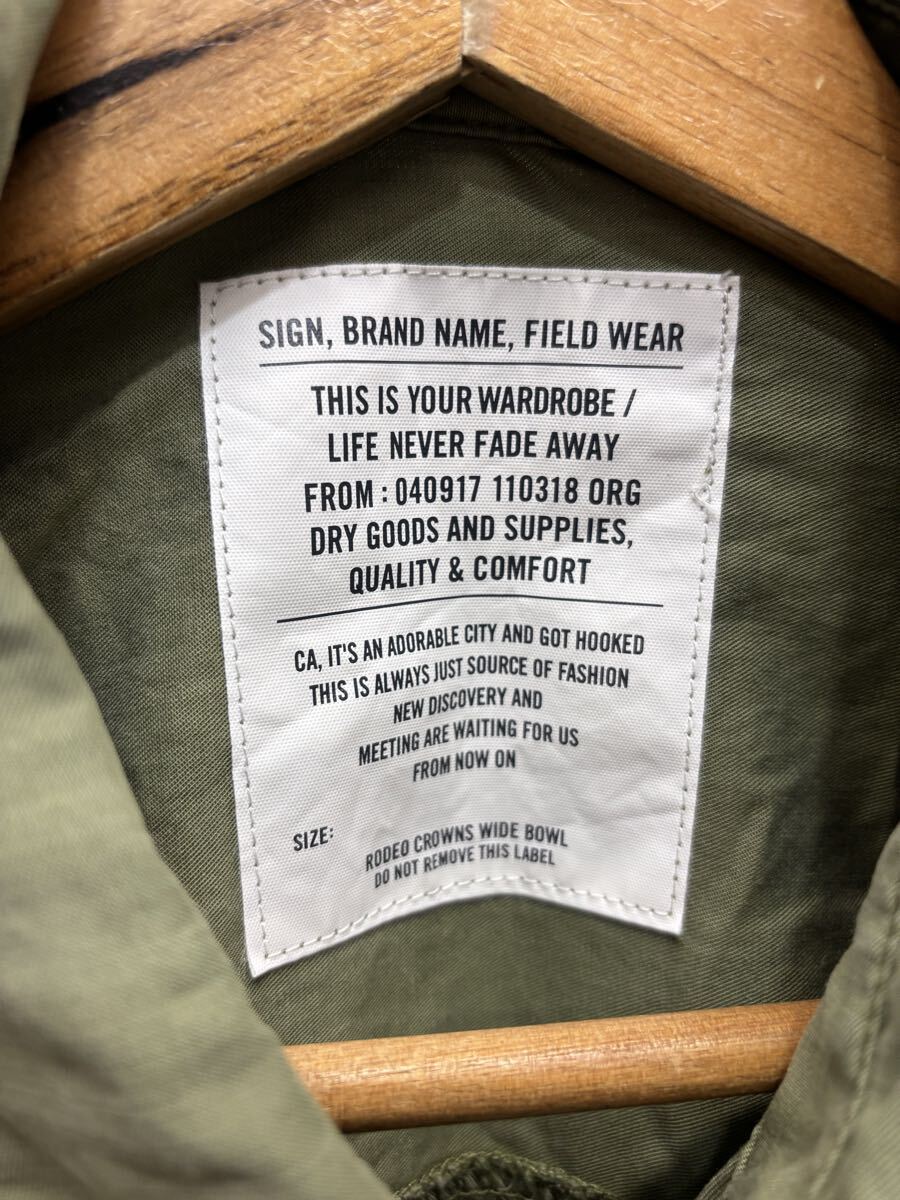 SIGN, BRAND NAME, FIELD WEAR
THIS IS YOUR WARDROBE /
LIFE NEVER FADE AWAY
FROM : 040917 110318 ORG
DRY GOODS AND SUPPLIES,
QUALITY & COMFORT
CA, IT'S AN ADORABLE CITY AND GOT HOOKED
THIS IS ALWAYS JUST SOURCE OF FASHION
NEW DISCOVERY AND
MEETING ARE WAITING FOR US
FROM NOW ON
SIZE:
RODEO CROWNS WIDE BOWL
DO NOT REMOVE THIS LABEL